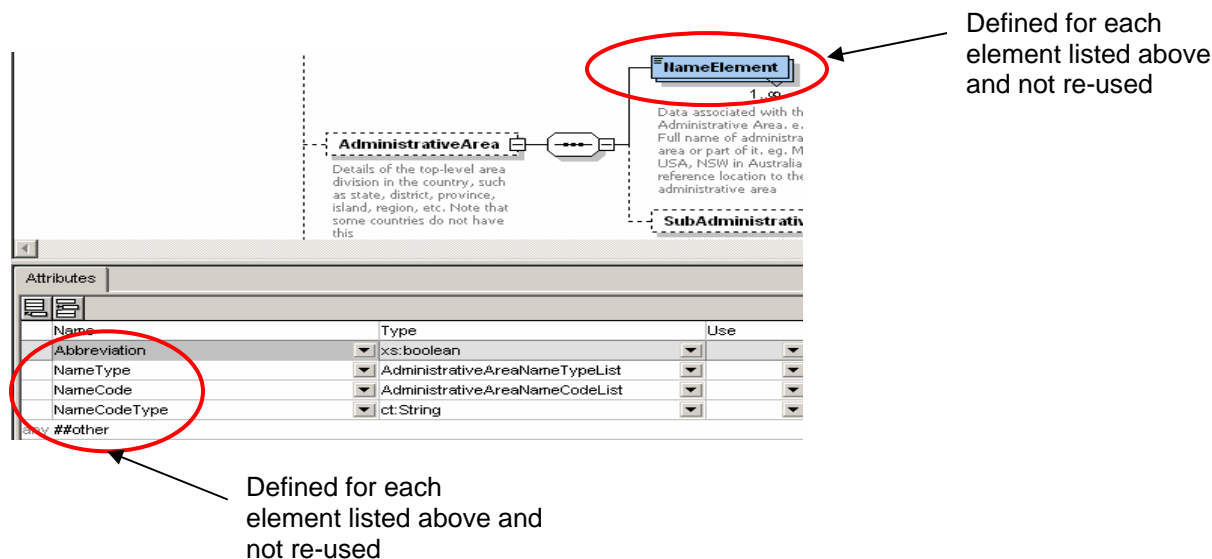 Defined for each
element listed above
and not re-used
NameElement
1..∞
Data associated with th
Administrative Area. e.
Full name of administra
area or part of it. eg. M
USA, NSW in Australia
reference location to the
administrative area
AdministrativeArea
Details of the top-level area
division in the country, such
as state, district, province,
island, region, etc. Note that
some countries do not have
this
SubAdministrativ
Attributes
Name Type Use
Abbreviation xs:boolean
NameType AdministrativeAreaNameTypeList
NameCode AdministrativeAreaNameCodeList
NameCodeType ct:String
any ##other
Defined for each
element listed above and
not re-used